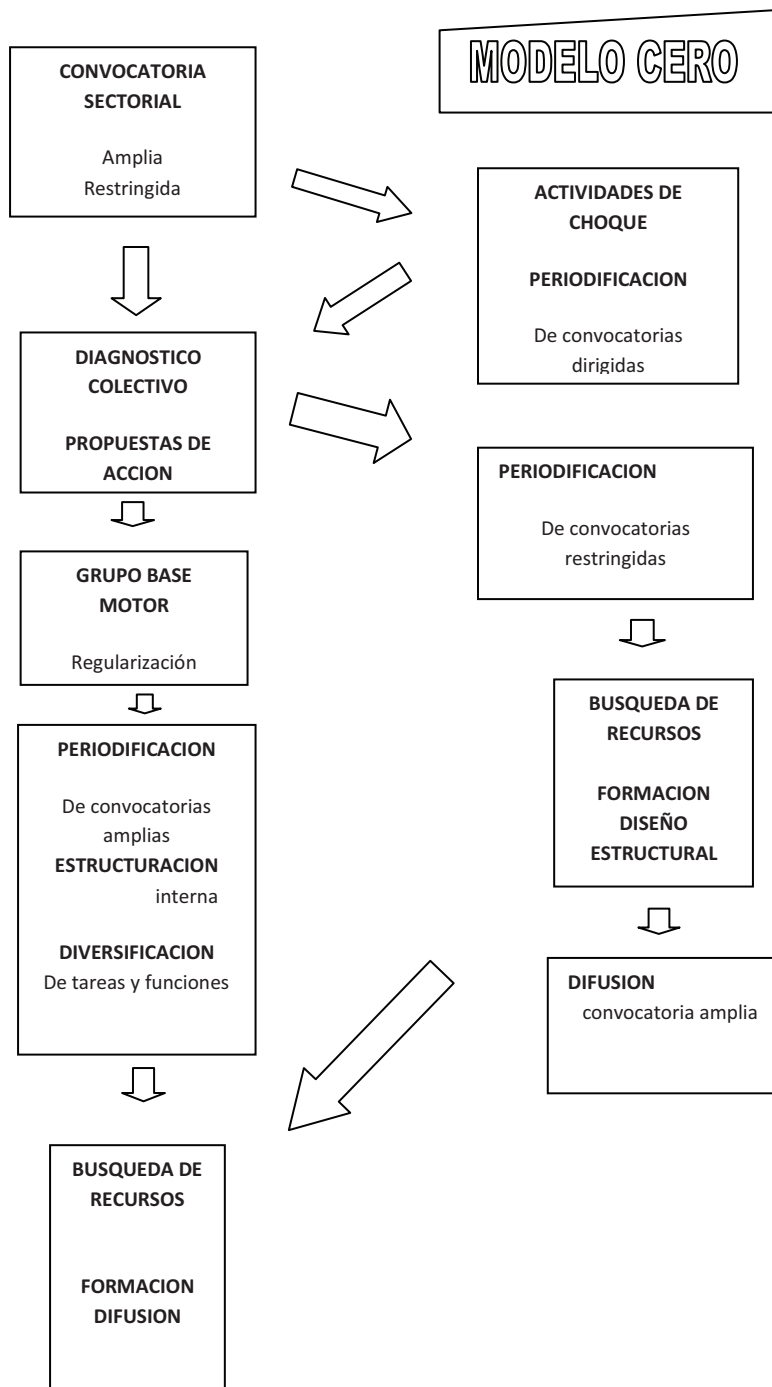 MODELO CERO
CONVOCATORIA
SECTORIAL
Amplia
Restringida
ACTIVIDADES DE
CHOQUE
PERIODIFICACION
De convocatorias
dirigidas
DIAGNOSTICO
COLECTIVO
PROPUESTAS DE
ACCION
PERIODIFICACION
De convocatorias
restringidas
GRUPO BASE
MOTOR
Regularización
BUSQUEDA DE
RECURSOS
FORMACION
DISEÑO
ESTRUCTURAL
PERIODIFICACION
De convocatorias
amplias
ESTRUCTURACION
interna
DIVERSIFICACION
De tareas y funciones
DIFUSION
convocatoria amplia
BUSQUEDA DE
RECURSOS
FORMACION
DIFUSION